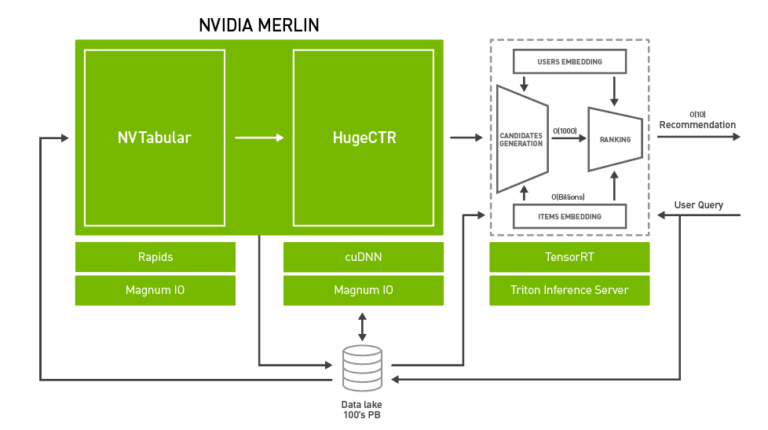 NVIDIA MERLIN
NVTabular
HugeCTR
USERS EMBEDDING
CANDIDATES
GENERATION
O(1000)
RANKING
O(Billions)
ITEMS EMBEDDING
O(10)
Recommendation
User Query
Rapids
cuDNN
TensorRT
Magnum IO
Magnum IO
Triton Inference Server
Data lake
100's PB